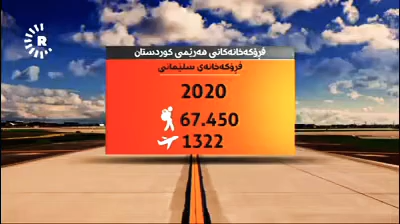 فڕۆکەخانەکانی هەرێمی کوردستان
فڕۆکەخانەی سلێمانی
2020
67.450
1322
R